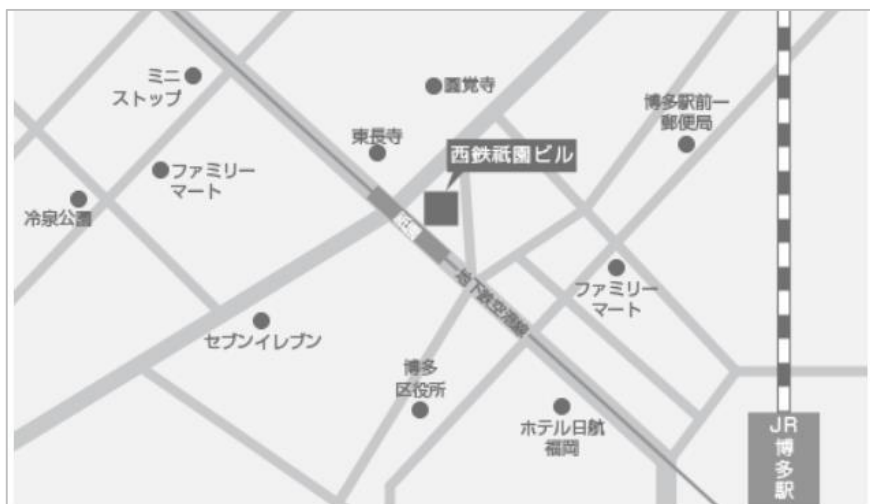 ミニ
ストップ
圓覚寺
博多駅前一
郵便局
東長寺
西鉄祇園ビル
ファミリー
マート
冷泉公園
地下鉄空港線
ファミリー
マート
セブンイレブン
博多
区役所
ホテル日航
福岡
JR
博多駅